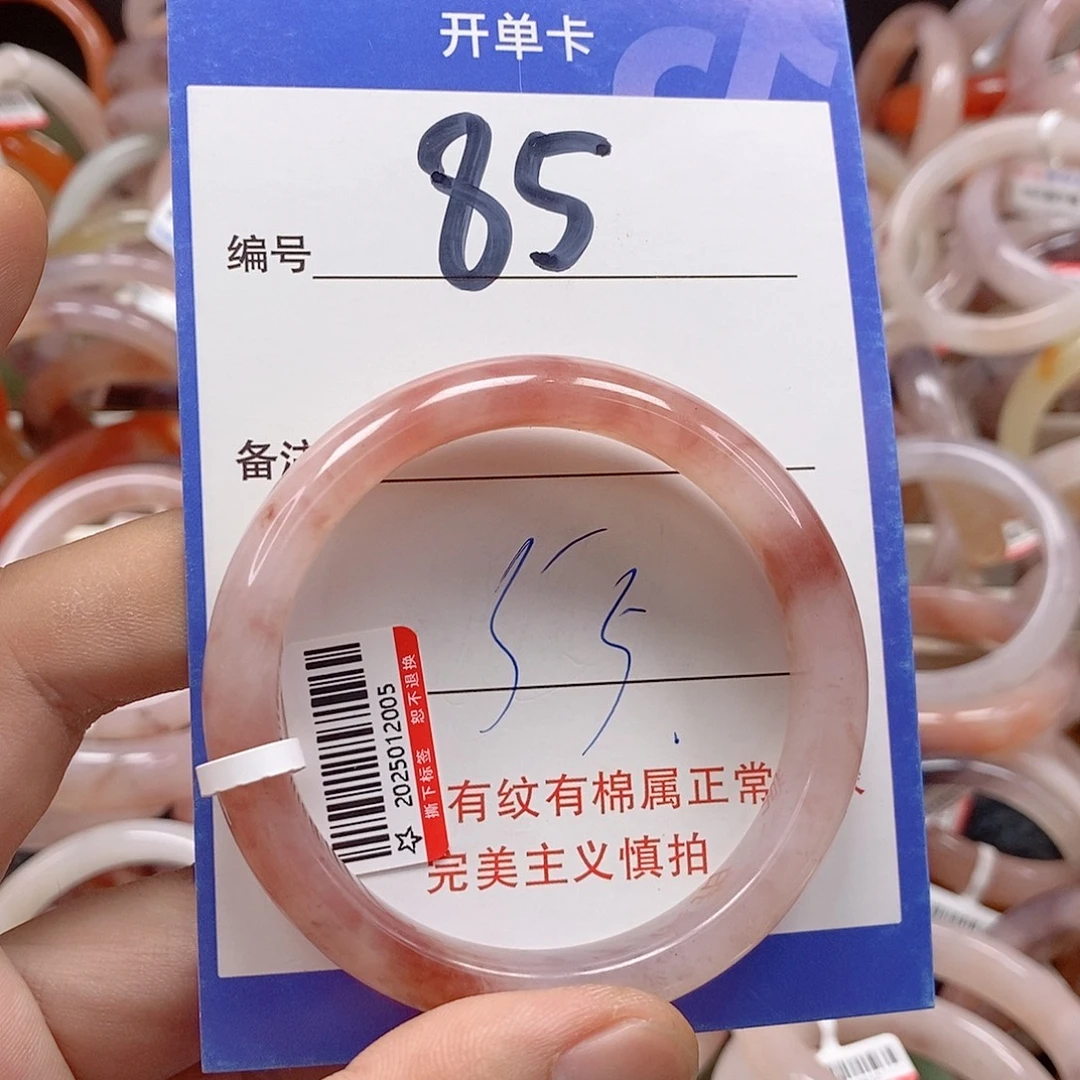 开单卡
编号 85
备注
55.
2025012005
撕下标签 恕不退换
有纹有棉属正常
完美主义慎拍